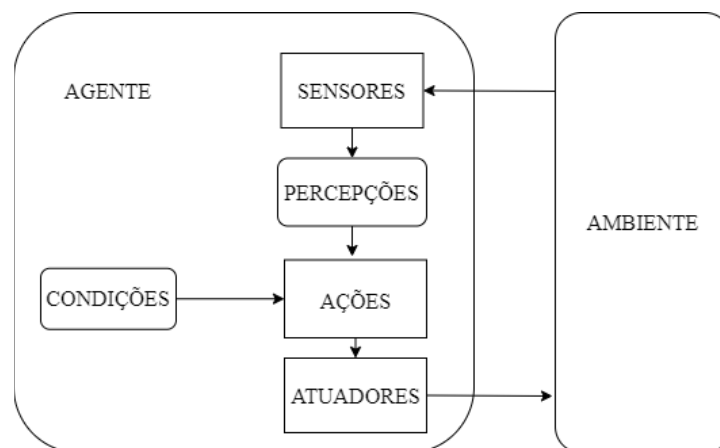 AGENTE
SENSORES
PERCEPÇÕES
AMBIENTE
CONDIÇÕES
AÇÕES
ATUADORES